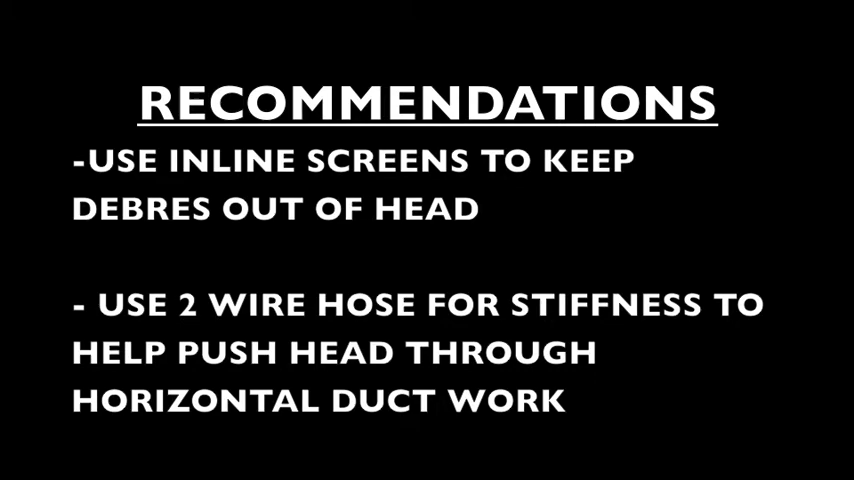 RECOMMENDATIONS
-USE INLINE SCREENS TO KEEP
DEBRES OUT OF HEAD
- USE 2 WIRE HOSE FOR STIFFNESS TO
HELP PUSH HEAD THROUGH
HORIZONTAL DUCT WORK